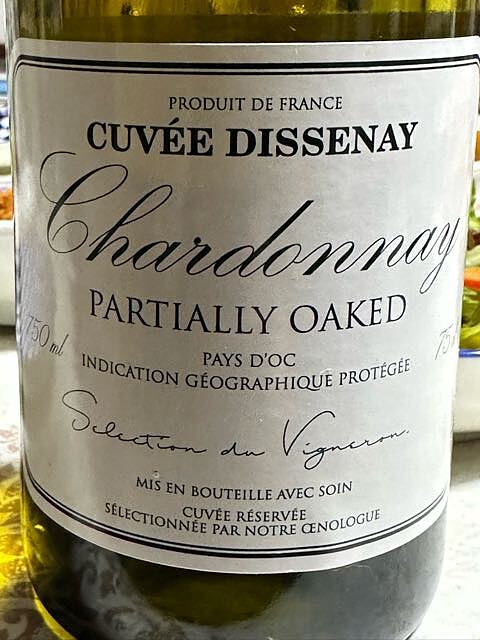 PRODUIT DE FRANCE
CUVÉE DISSENAY
Chardonnay
PARTIALLY OAKED
750 ml
PAYS D'OC
INDICATION GÉOGRAPHIQUE PROTÉGÉE
Selection du Vigneron.
MIS EN BOUTEILLE AVEC SOIN
CUVÉE RÉSERVÉE
SÉLECTIONNÉE PAR NOTRE ŒNOLOGUE